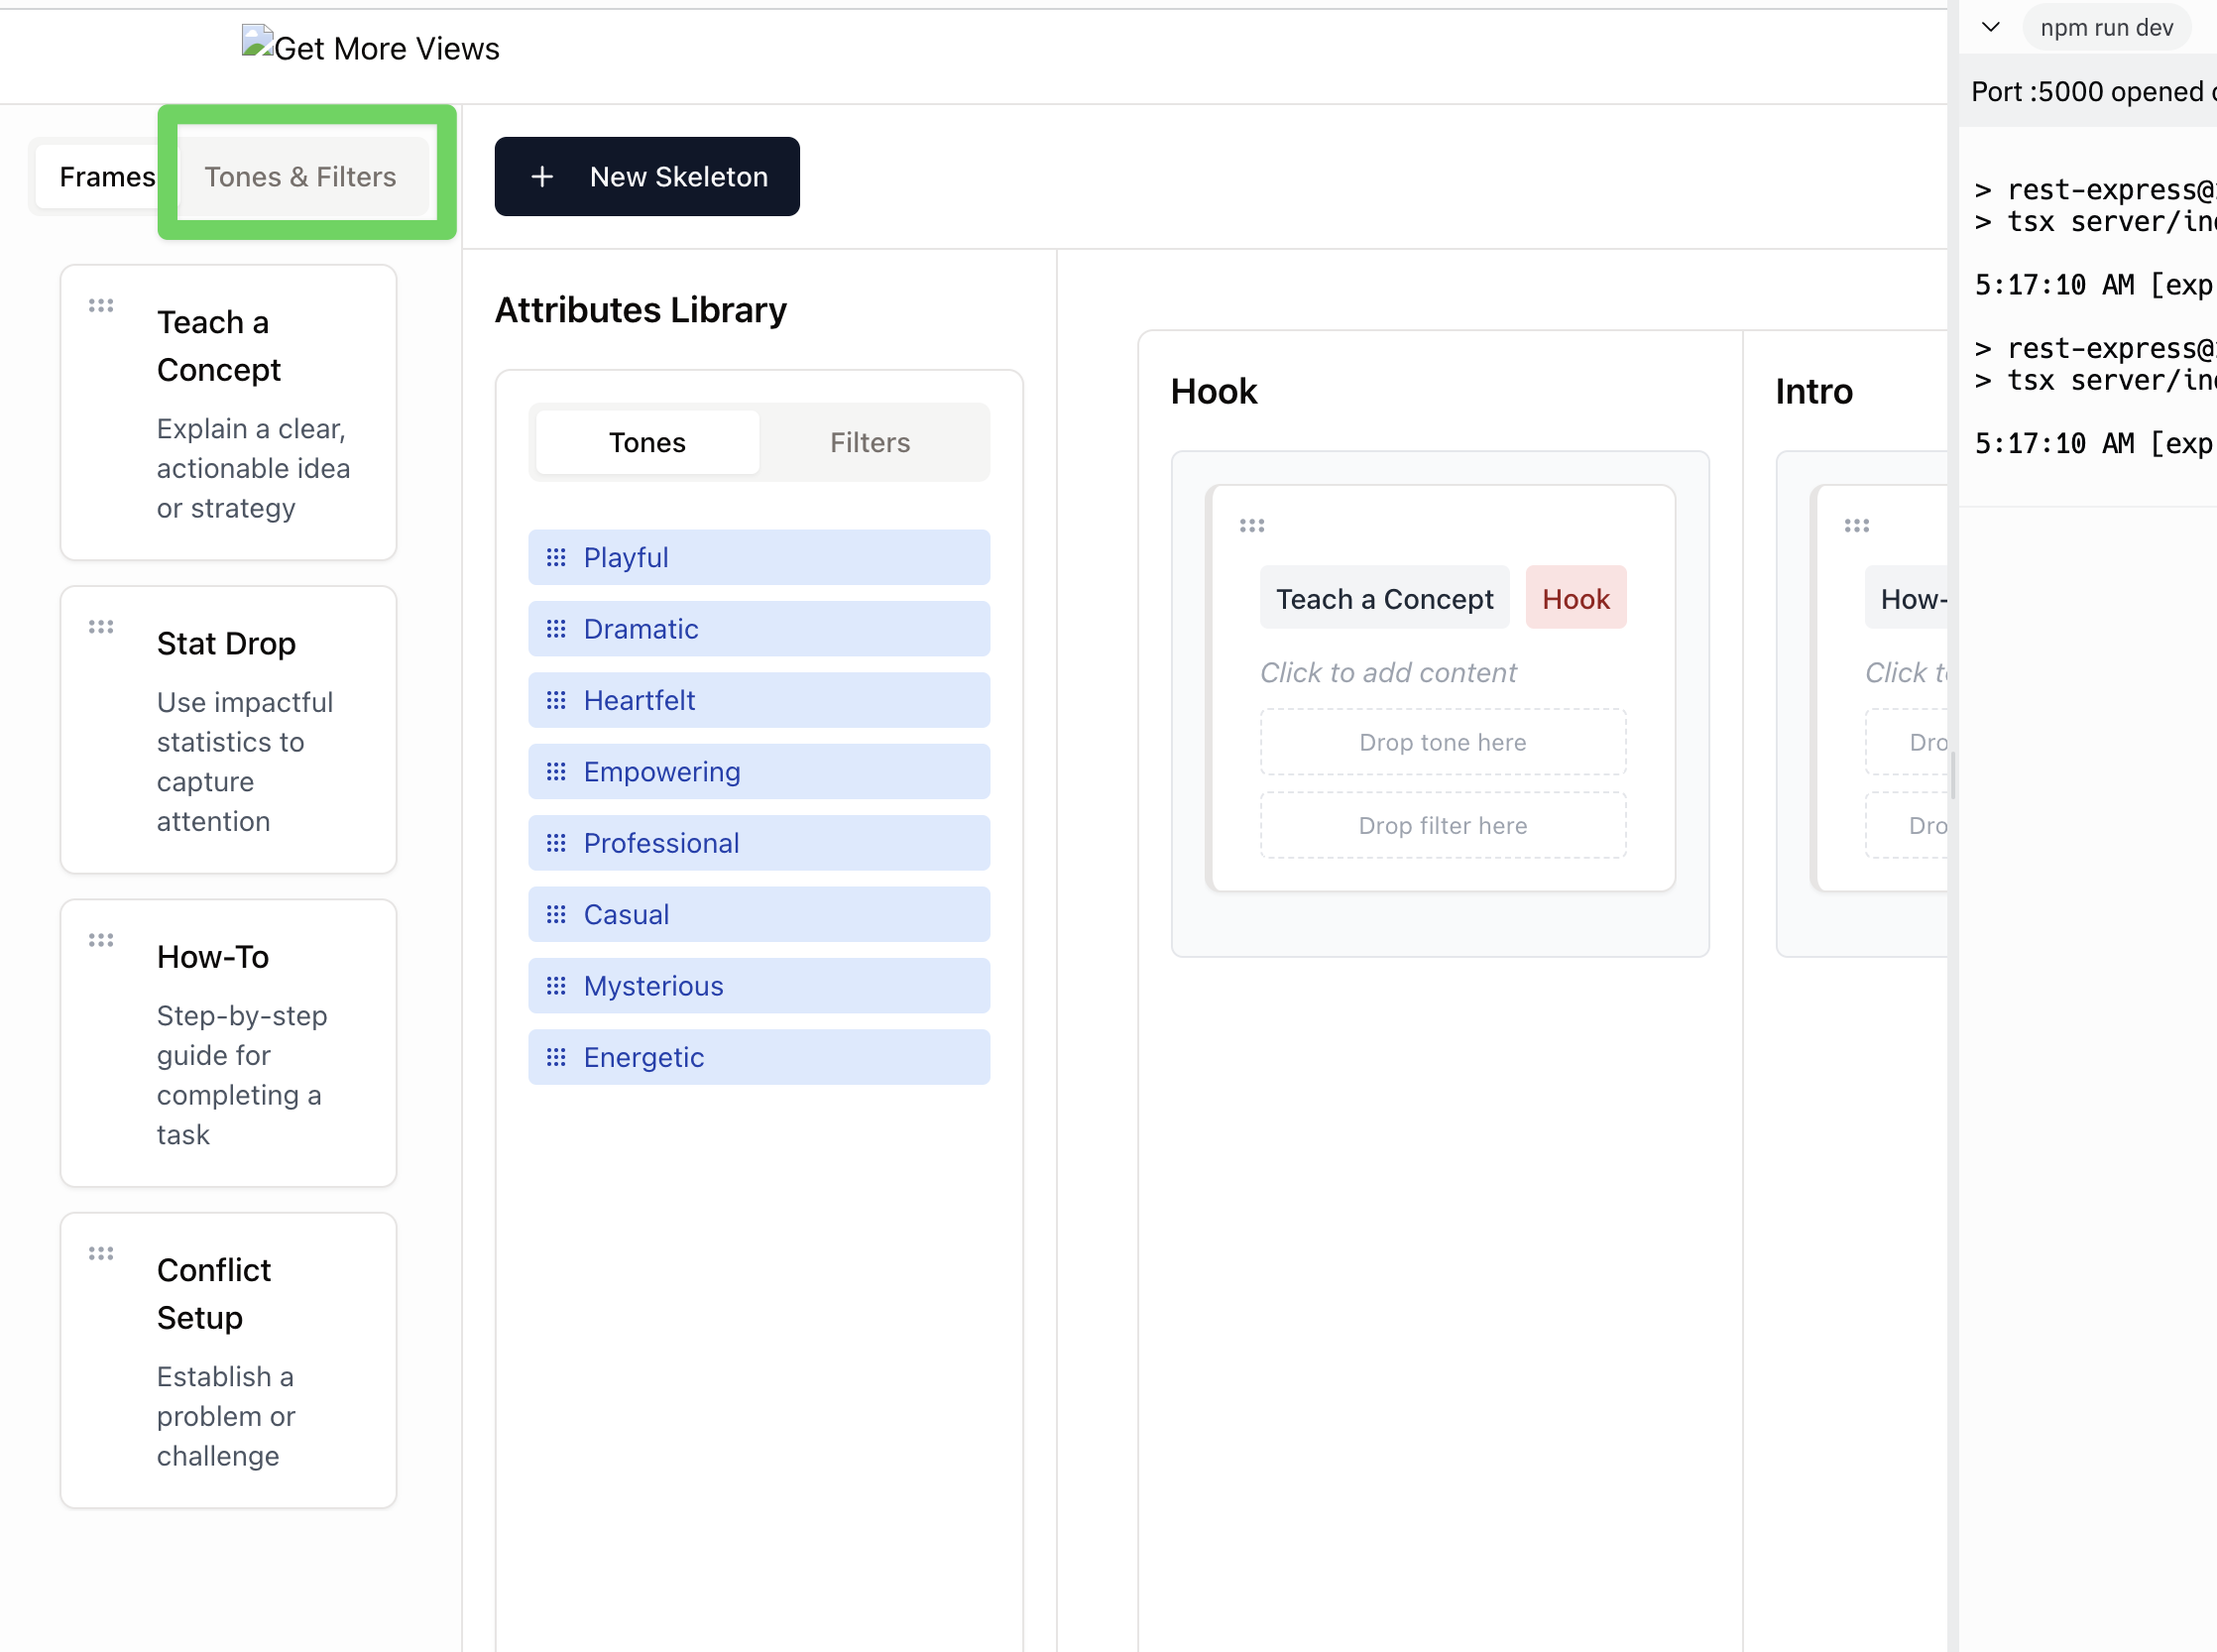 Get More Views
Frames
Tones & Filters
+ New Skeleton
Teach a
Concept
Explain a clear,
actionable idea
or strategy
Stat Drop
Use impactful
statistics to
capture
attention
How-To
Step-by-step
guide for
completing a
task
Conflict
Setup
Establish a
problem or
challenge
Attributes Library
Tones
Filters
Playful
Dramatic
Heartfelt
Empowering
Professional
Casual
Mysterious
Energetic
Hook
Teach a Concept
Hook
Click to add content
Drop tone here
Drop filter here
Intro
How-
Click
npm run dev
Port :5000 opened
> rest-express@
> tsx server/
5:17:10 AM [exp
> rest-express@
> tsx server/
5:17:10 AM [exp